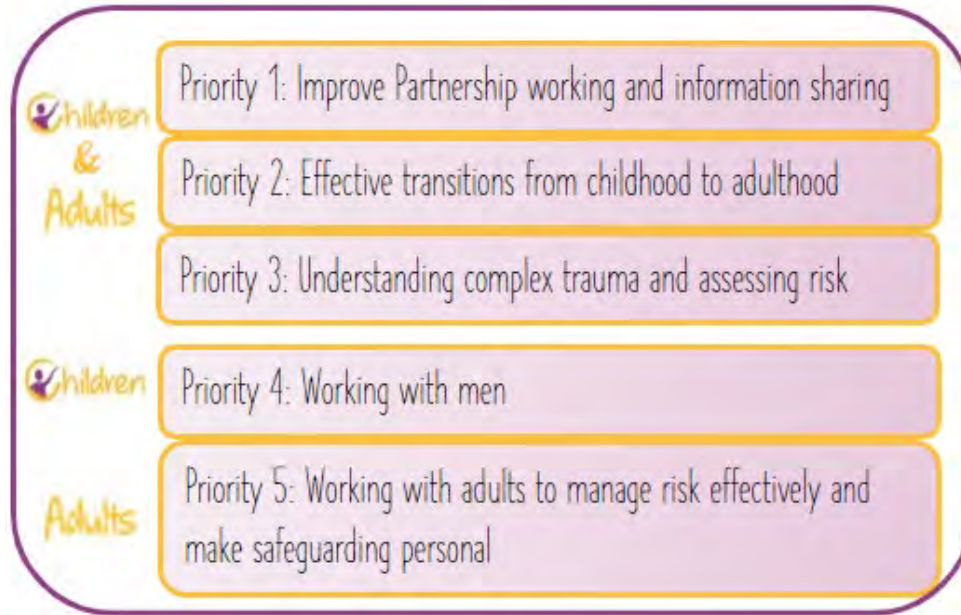 Children
&
Adults
Priority 1: Improve Partnership working and information sharing
Priority 2: Effective transitions from childhood to adulthood
Priority 3: Understanding complex trauma and assessing risk
Children
Priority 4: Working with men
Adults
Priority 5: Working with adults to manage risk effectively and
make safeguarding personal